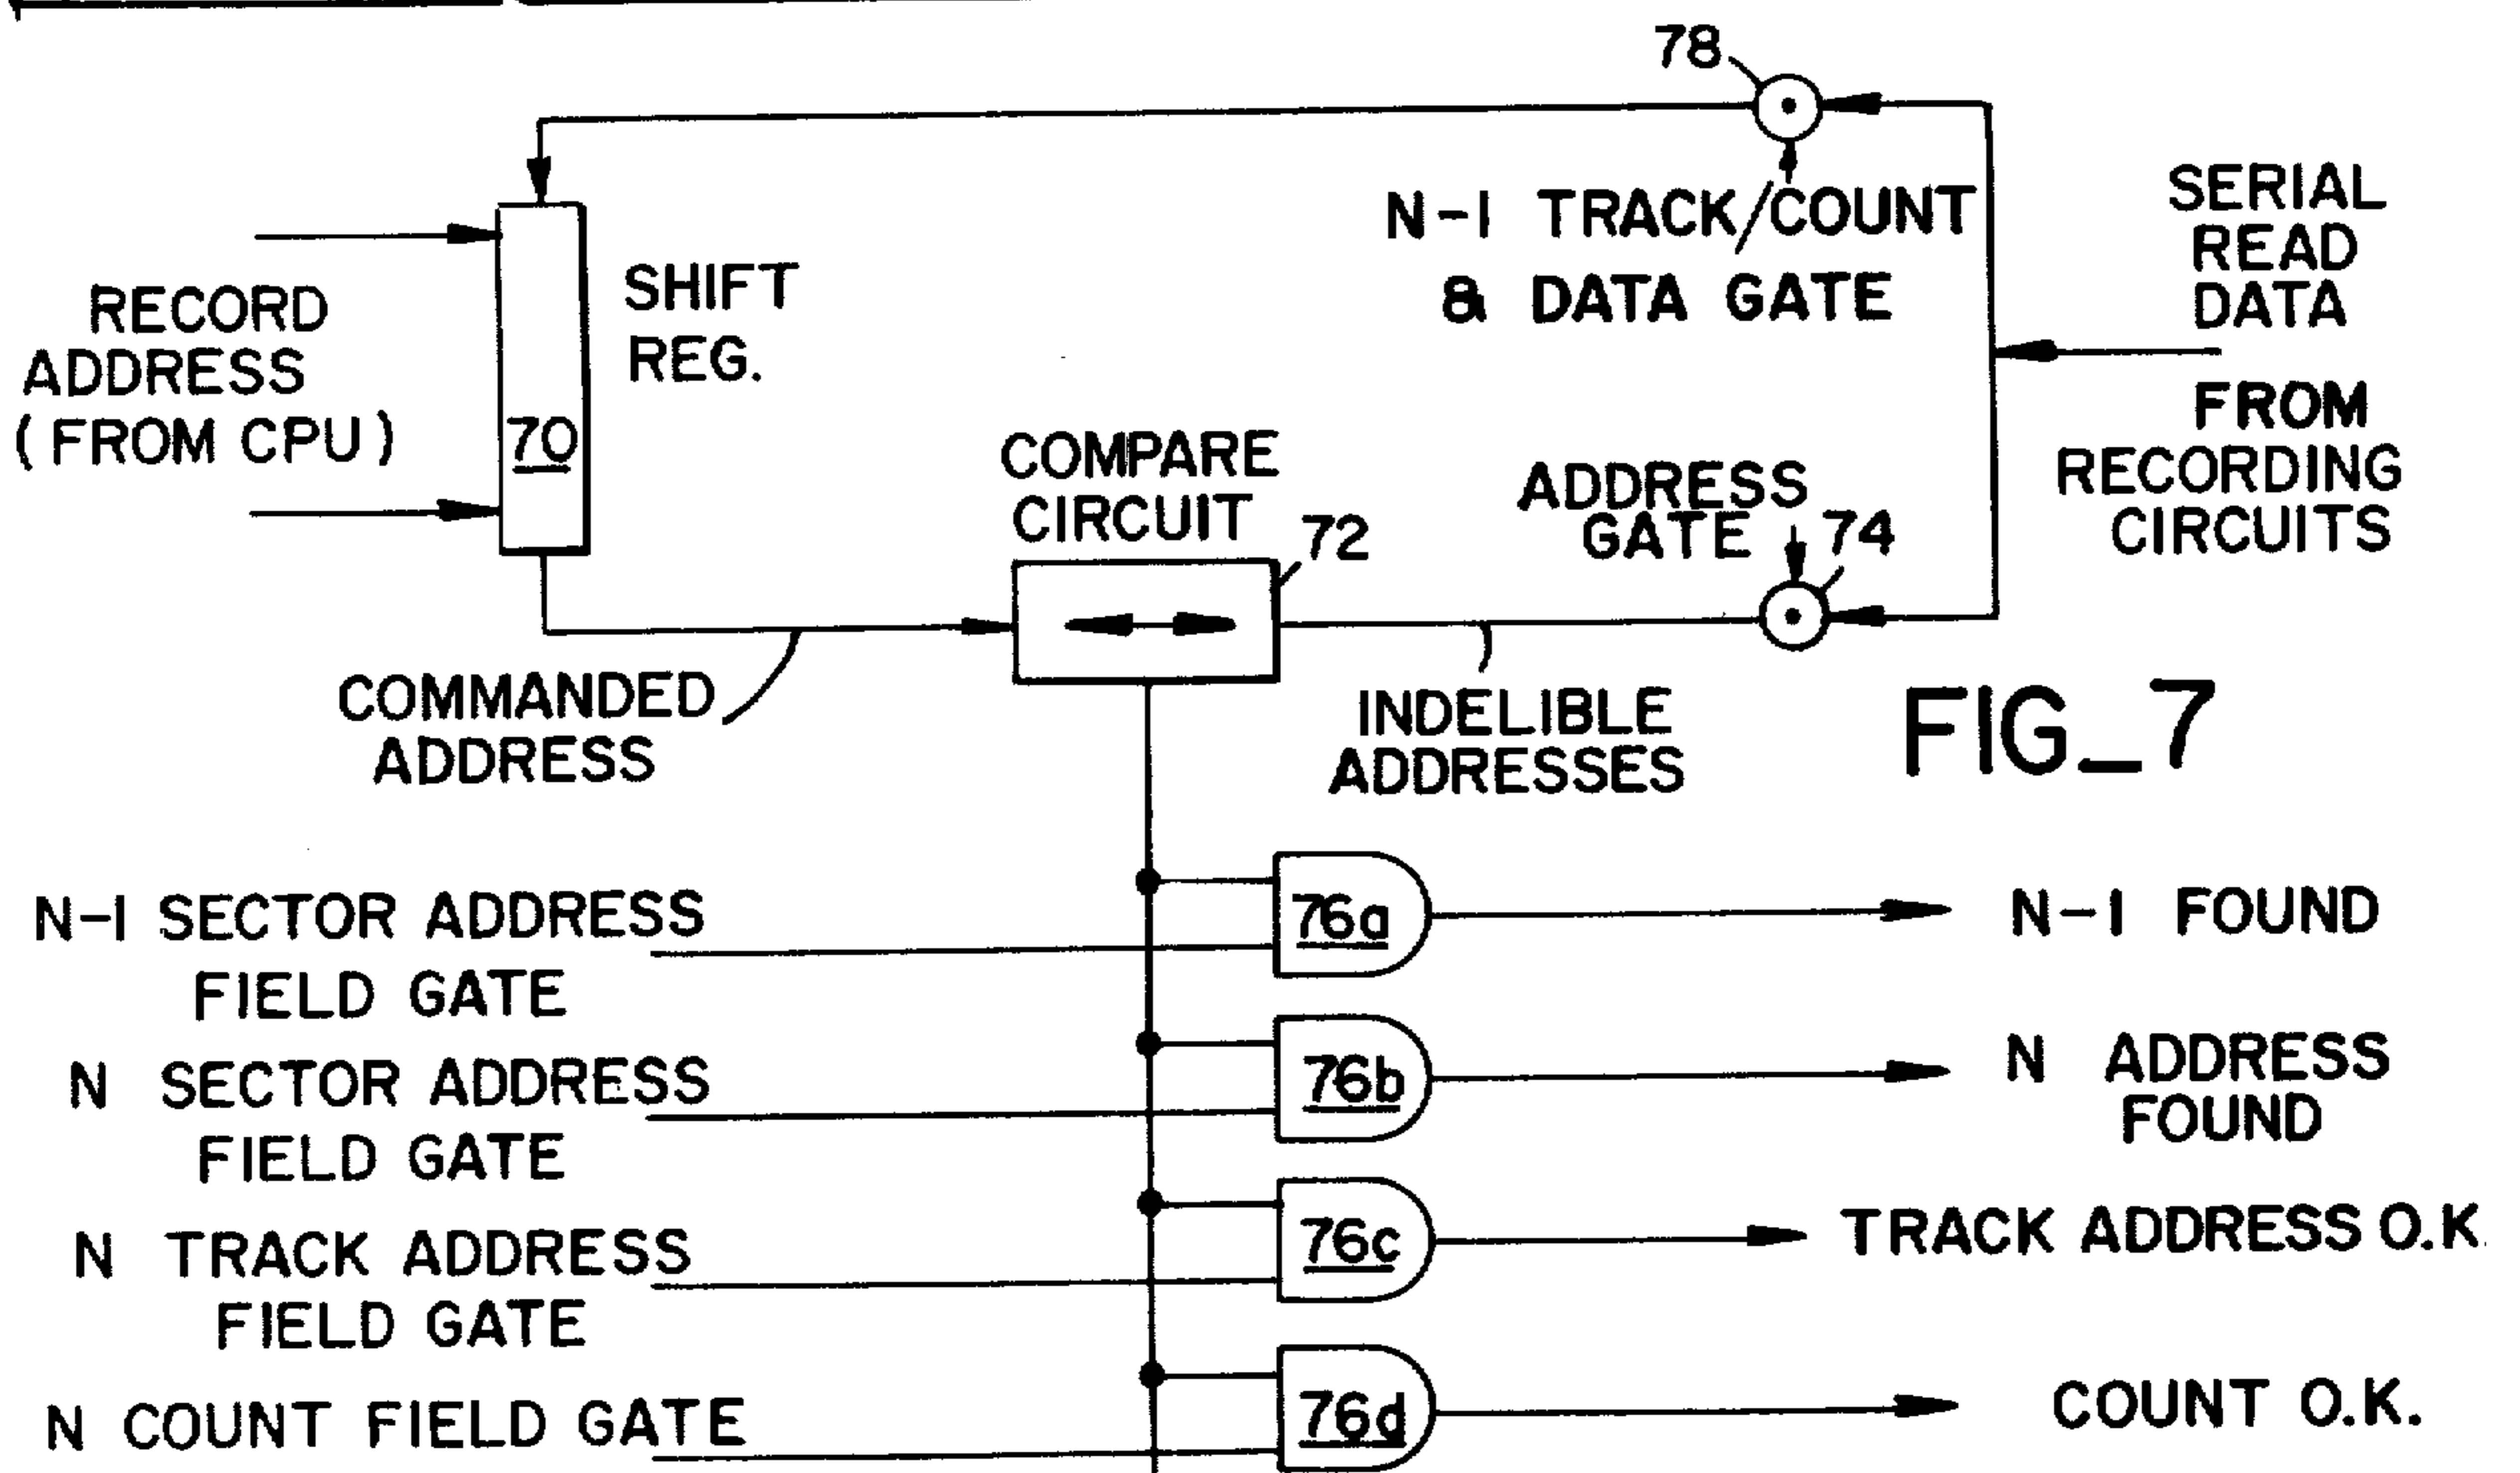 78
N-1 TRACK/COUNT
& DATA GATE
SERIAL
READ
DATA
FROM
RECORDING
CIRCUITS
RECORD
ADDRESS
(FROM CPU)
SHIFT
REG.
70
COMPARE
CIRCUIT
72
ADDRESS
GATE
74
COMMANDED
ADDRESS
INDELIBLE
ADDRESSES
FIG_7
N-1 SECTOR ADDRESS
FIELD GATE
76a
N-1 FOUND
N SECTOR ADDRESS
FIELD GATE
76b
N ADDRESS
FOUND
N TRACK ADDRESS
FIELD GATE
76c
TRACK ADDRESS O.K.
N COUNT FIELD GATE
76d
COUNT O.K.